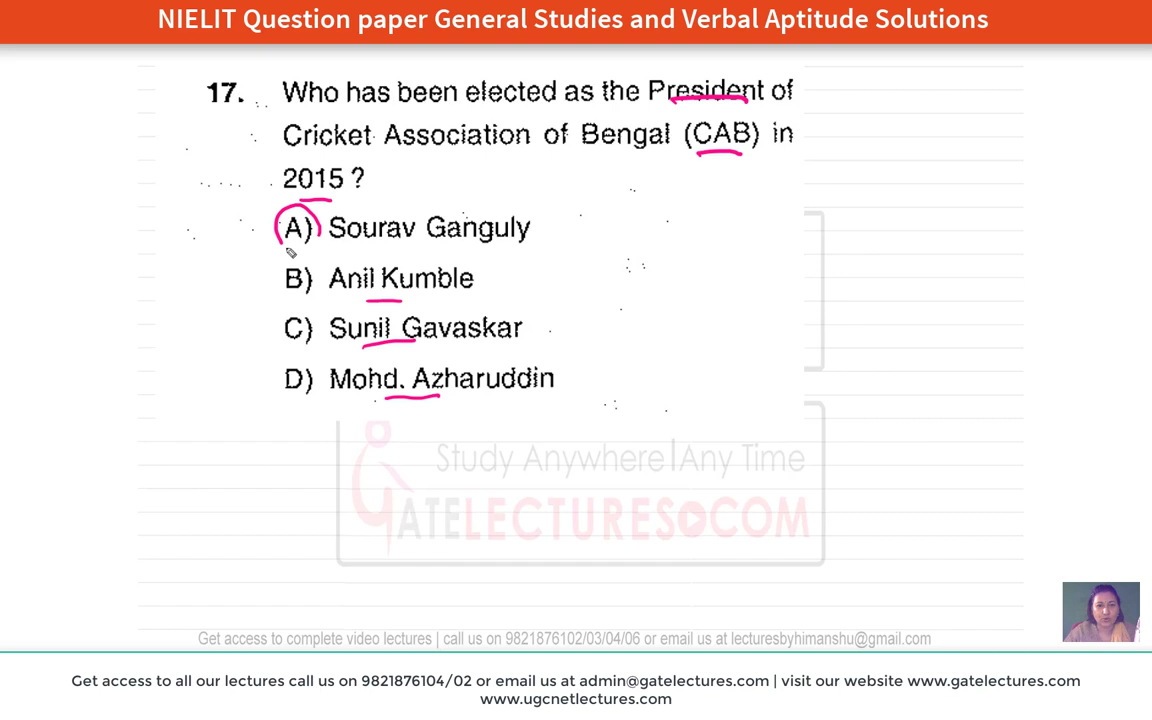 NIELIT Question paper General Studies and Verbal Aptitude Solutions
17. Who has been elected as the President of
Cricket Association of Bengal (CAB) in
2015 ?
A) Sourav Ganguly
B) Anil Kumble
C) Sunil Gavaskar
D) Mohd. Azharuddin
Study Anywhere|Any Time
GATELECTURES.COM
Get access to complete video lectures | call us on 9821876102/03/04/06 or email us at lecturesbyhimanshu@gmail.com
Get access to all our lectures call us on 9821876104/02 or email us at admin@gatelectures.com | visit our website www.gatelectures.com
www.ugcnetlectures.com